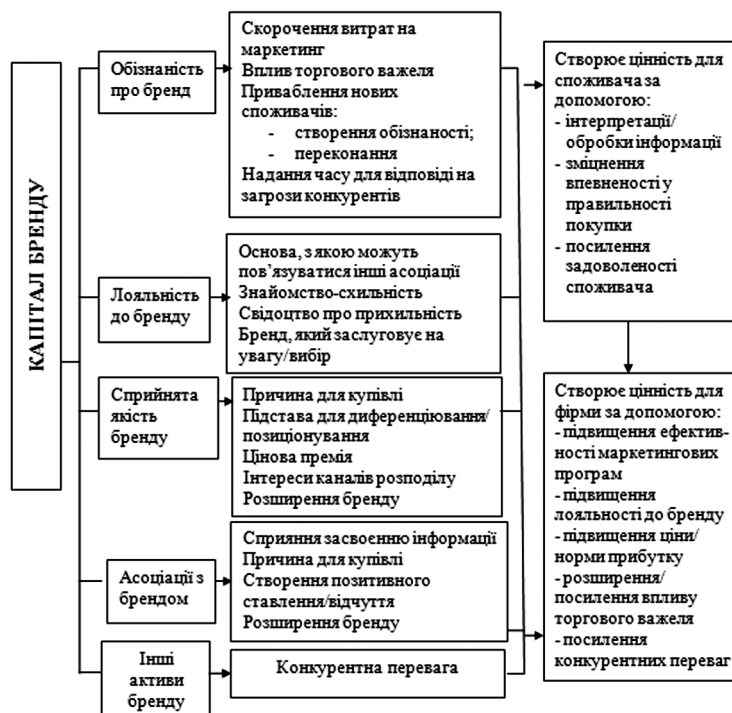 КАПІТАЛ БРЕНДУ
Обізнаність
про бренд
Скорочення витрат на
маркетинг
Вплив торгового важеля
Приваблення нових
споживачів:
- створення обізнаності;
- переконання
Надання часу для відповіді на
загрози конкурентів
Лояльність
до бренду
Основа, з якою можуть
пов’язуватися інші асоціації
Знайомство-схильність
Свідоцтво про прихильність
Бренд, який заслуговує на
увагу/вибір
Сприйнята
якість
бренду
Причина для купівлі
Підстава для диференціювання/
позиціонування
Цінова премія
Інтереси каналів розподілу
Розширення бренду
Асоціації з
брендом
Сприяння засвоєнню інформації
Причина для купівлі
Створення позитивного
ставлення/відчуття
Розширення бренду
Інші
активи
бренду
Конкурентна перевага
Створює цінність для
споживача за
допомогою:
- інтерпретації/
обробки інформації
- зміцнення
впевненості у
правильності
покупки
- посилення
задоволеності
споживача
Створює цінність для
фірми за допомогою:
- підвищення ефектив-
ності маркетингових
програм
- підвищення
лояльності до бренду
- підвищення ціни/
норми прибутку
- розширення/
посилення впливу
торгового важеля
- посилення
конкурентних переваг